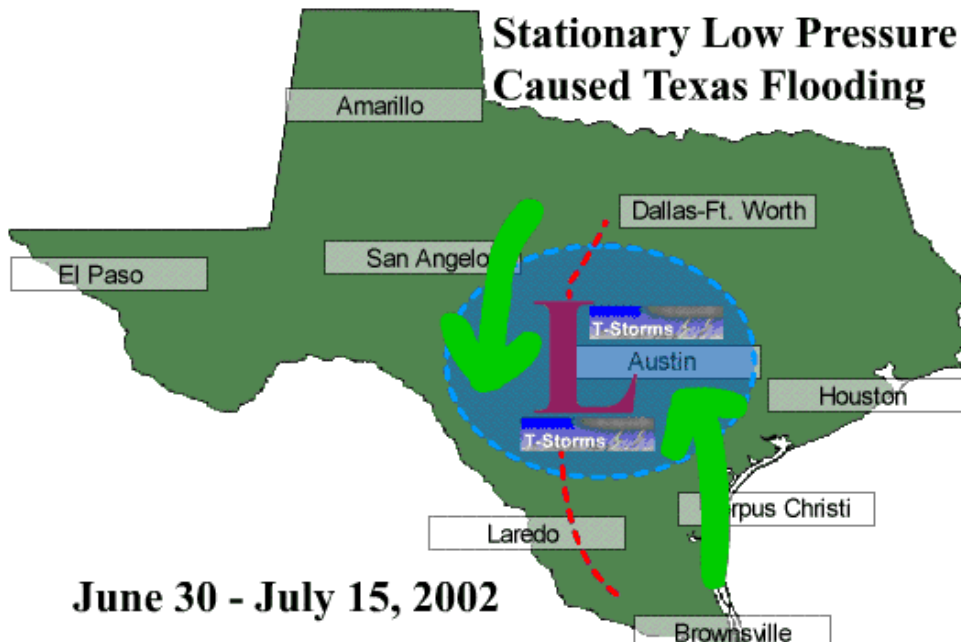 Stationary Low Pressure
Caused Texas Flooding
Amarillo
Dallas-Ft. Worth
San Angelo
El Paso
L
T-Storms
Austin
Houston
T-Storms
rpus Christi
Laredo
June 30 - July 15, 2002
Brownsville